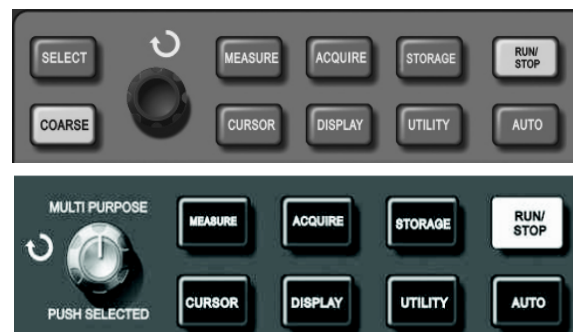 SELECT
MEASURE
ACQUIRE
STORAGE
RUN/
STOP
COARSE
CURSOR
DISPLAY
UTILITY
AUTO
MULTI PURPOSE
MEASURE
ACQUIRE
STORAGE
RUN/
STOP
PUSH SELECTED
CURSOR
DISPLAY
UTILITY
AUTO